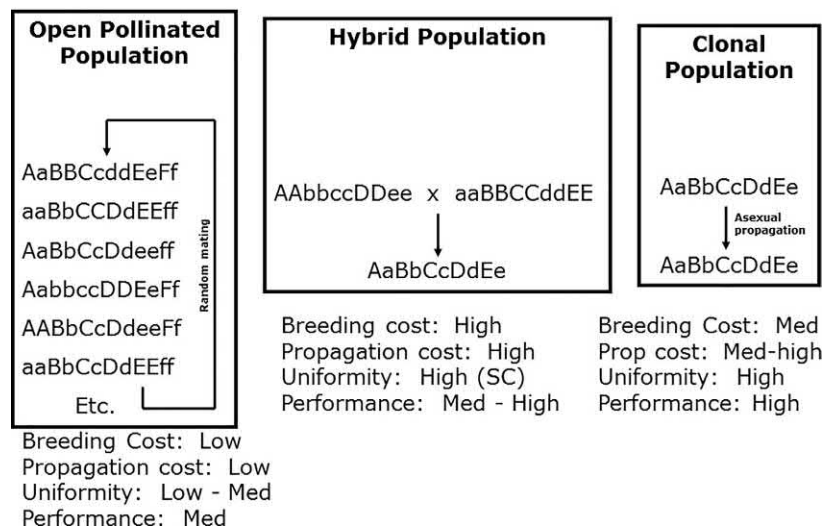 Open Pollinated
Population
AaBBCcddEeFf
aaBbCCDdEEff
AaBbCcDdeeff
AabbccDDEeFf
AABbCcDdeeFf
aaBbCcDdEEff
Etc.
Random mating
Breeding Cost: Low
Propagation cost: Low
Uniformity: Low - Med
Performance: Med
Hybrid Population
AAbbccDDee x aaBBCCddEE
AaBbCcDdEe
Breeding cost: High
Propagation cost: High
Uniformity: High (SC)
Performance: Med - High
Clonal
Population
AaBbCcDdEe
Asexual
propagation
AaBbCcDdEe
Breeding Cost: Med
Prop cost: Med-high
Uniformity: High
Performance: High